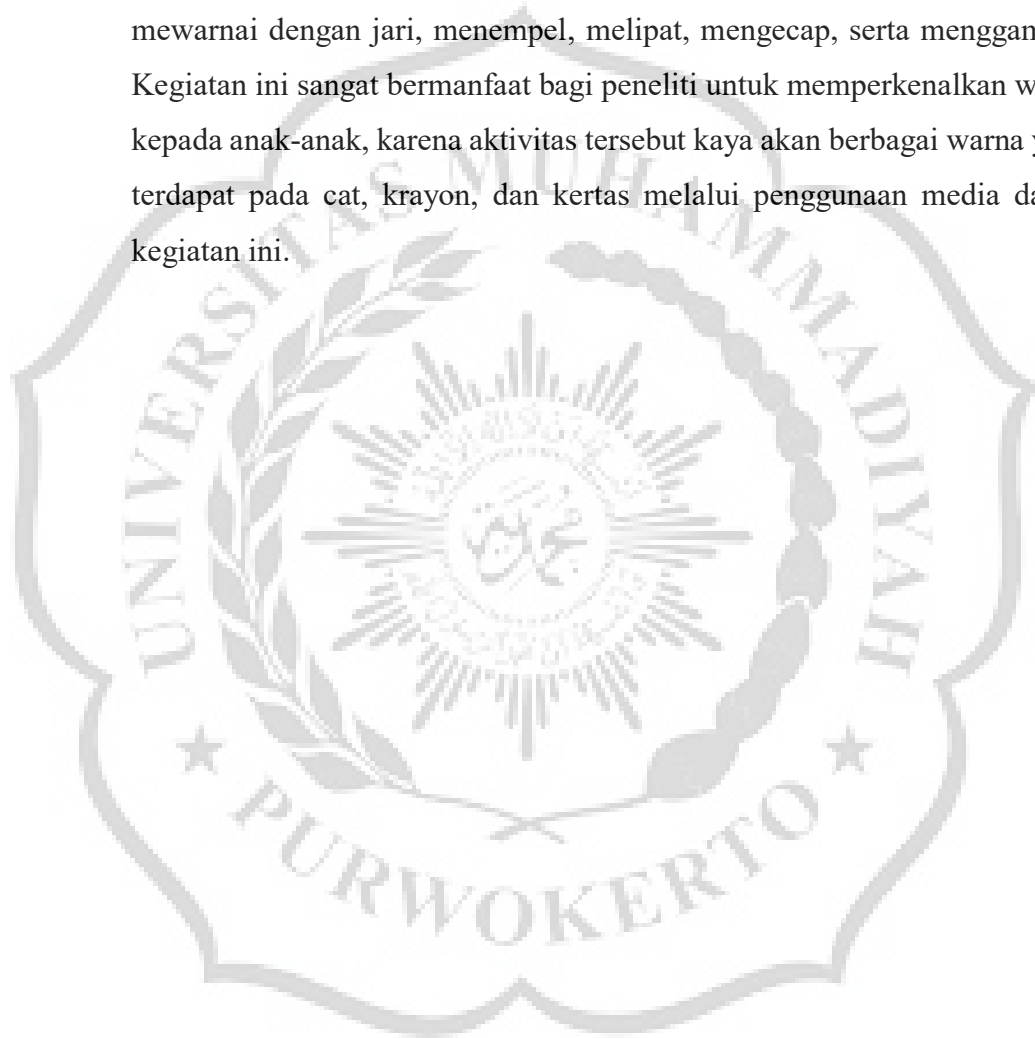 mewarnai dengan jari, menempel, melipat, mengecap, serta menggam
Kegiatan ini sangat bermanfaat bagi peneliti untuk memperkenalkan w
kepada anak-anak, karena aktivitas tersebut kaya akan berbagai warna y
terdapat pada cat, krayon, dan kertas melalui penggunaan media da
kegiatan ini.
UNIVERSITAS MUHAMMADIYAH
PURWOKERTO